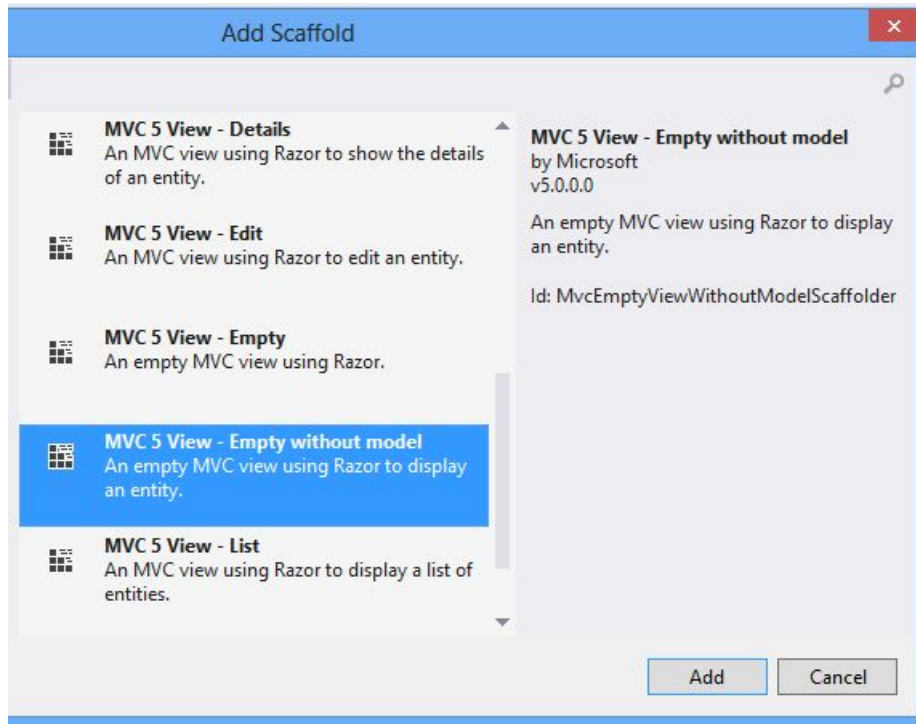 Add Scaffold
MVC 5 View - Details
An MVC view using Razor to show the details
of an entity.
MVC 5 View - Edit
An MVC view using Razor to edit an entity.
MVC 5 View - Empty
An empty MVC view using Razor.
MVC 5 View - Empty without model
An empty MVC view using Razor to display
an entity.
MVC 5 View - List
An MVC view using Razor to display a list of
entities.
MVC 5 View - Empty without model
by Microsoft
v5.0.0.0
An empty MVC view using Razor to display
an entity.
Id: MvcEmptyViewWithoutModelScaffolder
Add
Cancel